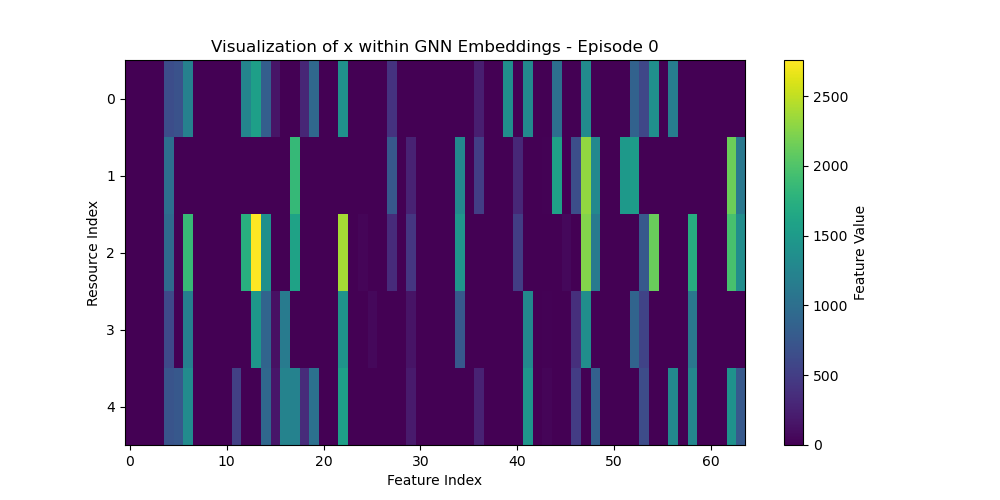 Visualization of x within GNN Embeddings - Episode 0
Resource Index
0
1
2
3
4
0 10 20 30 40 50 60
Feature Index
2500
2000
1500
1000
500
0
Feature Value